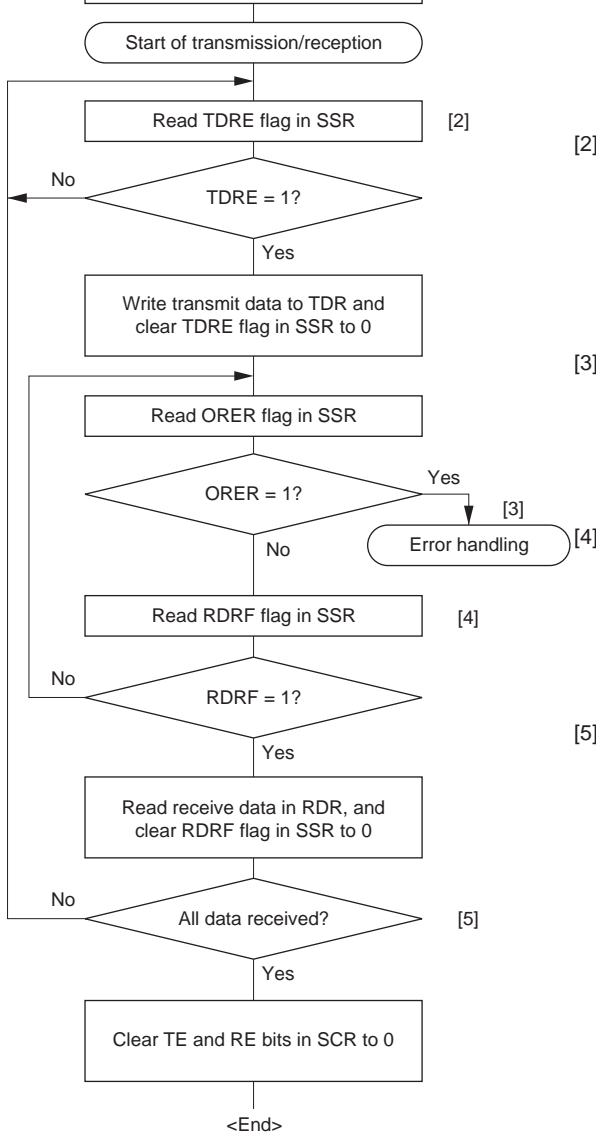 Start of transmission/reception
Read TDRE flag in SSR
[2]
[2]
No
TDRE = 1?
Yes
Write transmit data to TDR and
clear TDRE flag in SSR to 0
[3]
Read ORER flag in SSR
Yes
ORER = 1?
[3]
No
Error handling
[4]
Read RDRF flag in SSR
[4]
No
RDRF = 1?
[5]
Yes
Read receive data in RDR, and
clear RDRF flag in SSR to 0
No
All data received?
[5]
Yes
Clear TE and RE bits in SCR to 0
<End>